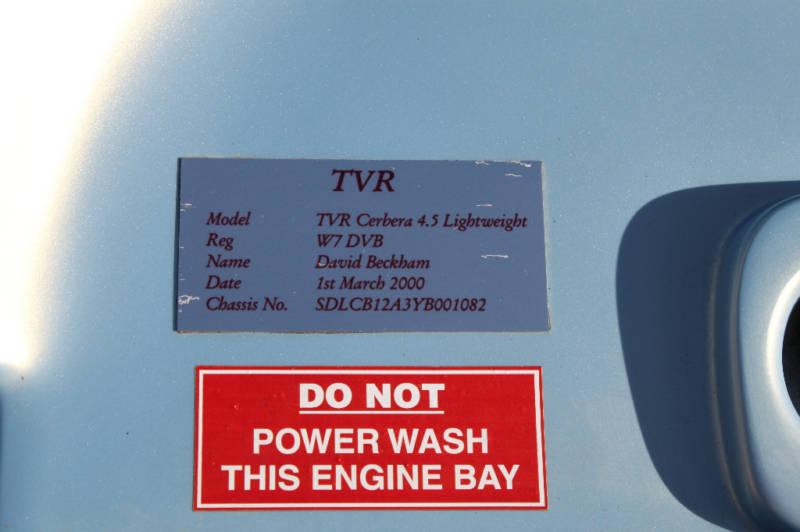 TVR
Model TVR Cerbera 4.5 Lightweight
Reg W7 DVB
Name David Beckham
Date 1st March 2000
Chassis No. SDLCB12A3YB001082
DO NOT
POWER WASH
THIS ENGINE BAY